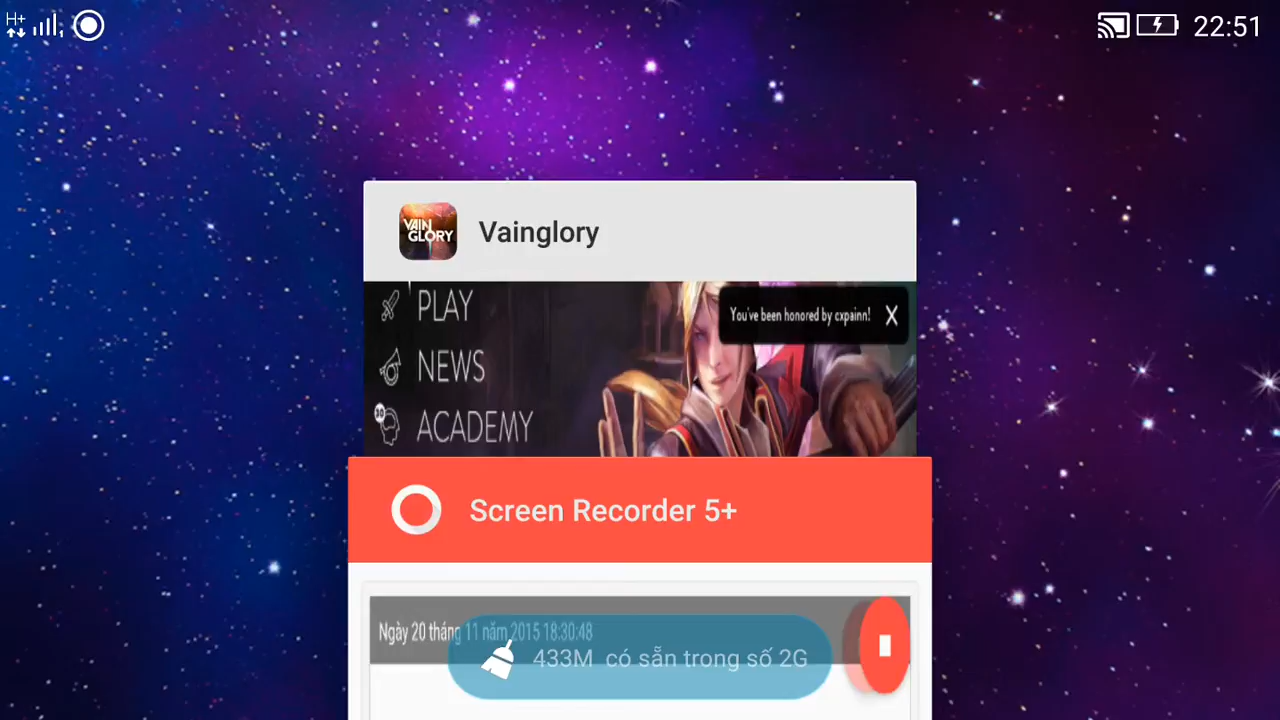 H+
22:51
VAIN
GLORY
Vainglory
PLAY
You've been honored by cxpainn! X
NEWS
30
ACADEMY
Screen Recorder 5+
Ngày 20 tháng 11 năm 2015 18:30:48
433M có sẵn trong số 2G